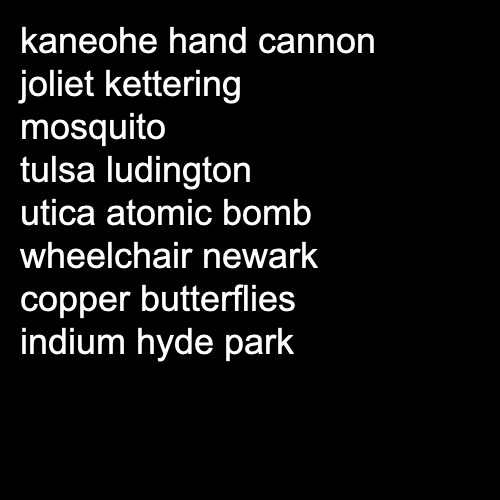 kaneohe hand cannon
joliet kettering
mosquito
tulsa ludington
utica atomic bomb
wheelchair newark
copper butterflies
indium hyde park